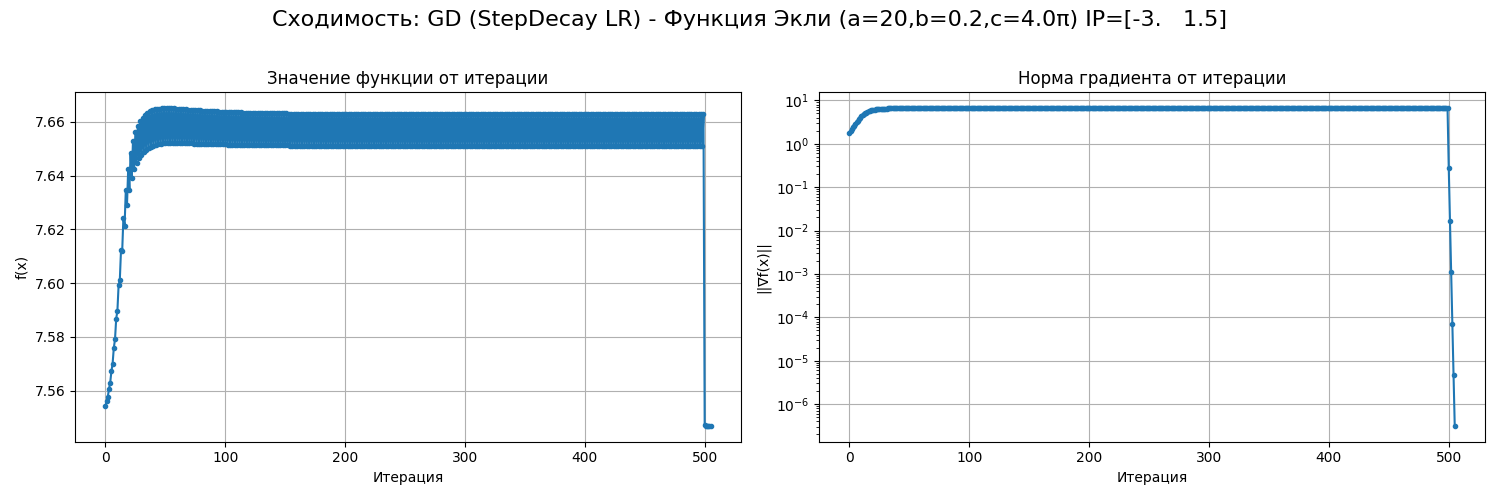 Сходимость: GD (StepDecay LR) - Функция Экли (a=20,b=0.2,c=4.0π) IP=[-3.   1.5]
Значение функции от итерации
7.66
7.64
7.62
7.60
7.58
7.56
f(x)
0 100 200 300 400 500
Итерация
Норма градиента от итерации
10¹
10⁰
10⁻¹
10⁻²
10⁻³
10⁻⁴
10⁻⁵
10⁻⁶
||∇f(x)||
0 100 200 300 400 500
Итерация